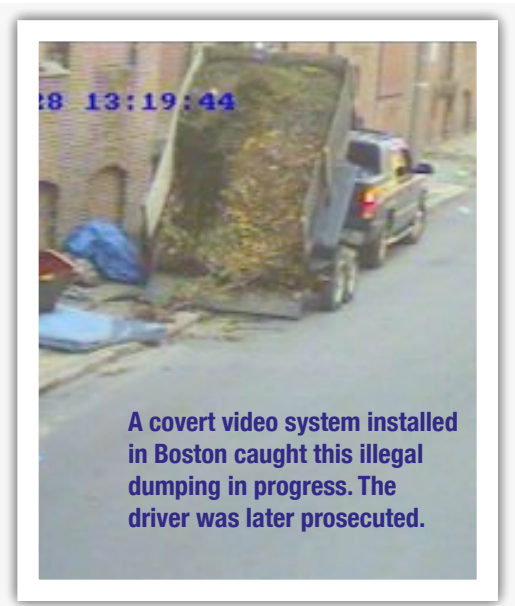 28 13:19:44
A covert video system installed
in Boston caught this illegal
dumping in progress. The
driver was later prosecuted.